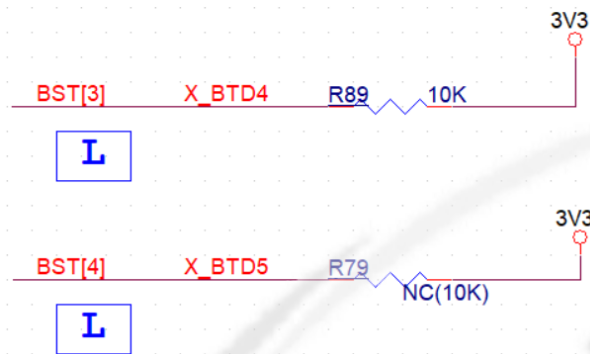 3V3
BST[3] X_BTD4 R89 10K
L
3V3
BST[4] X_BTD5 R79
NC(10K)
L